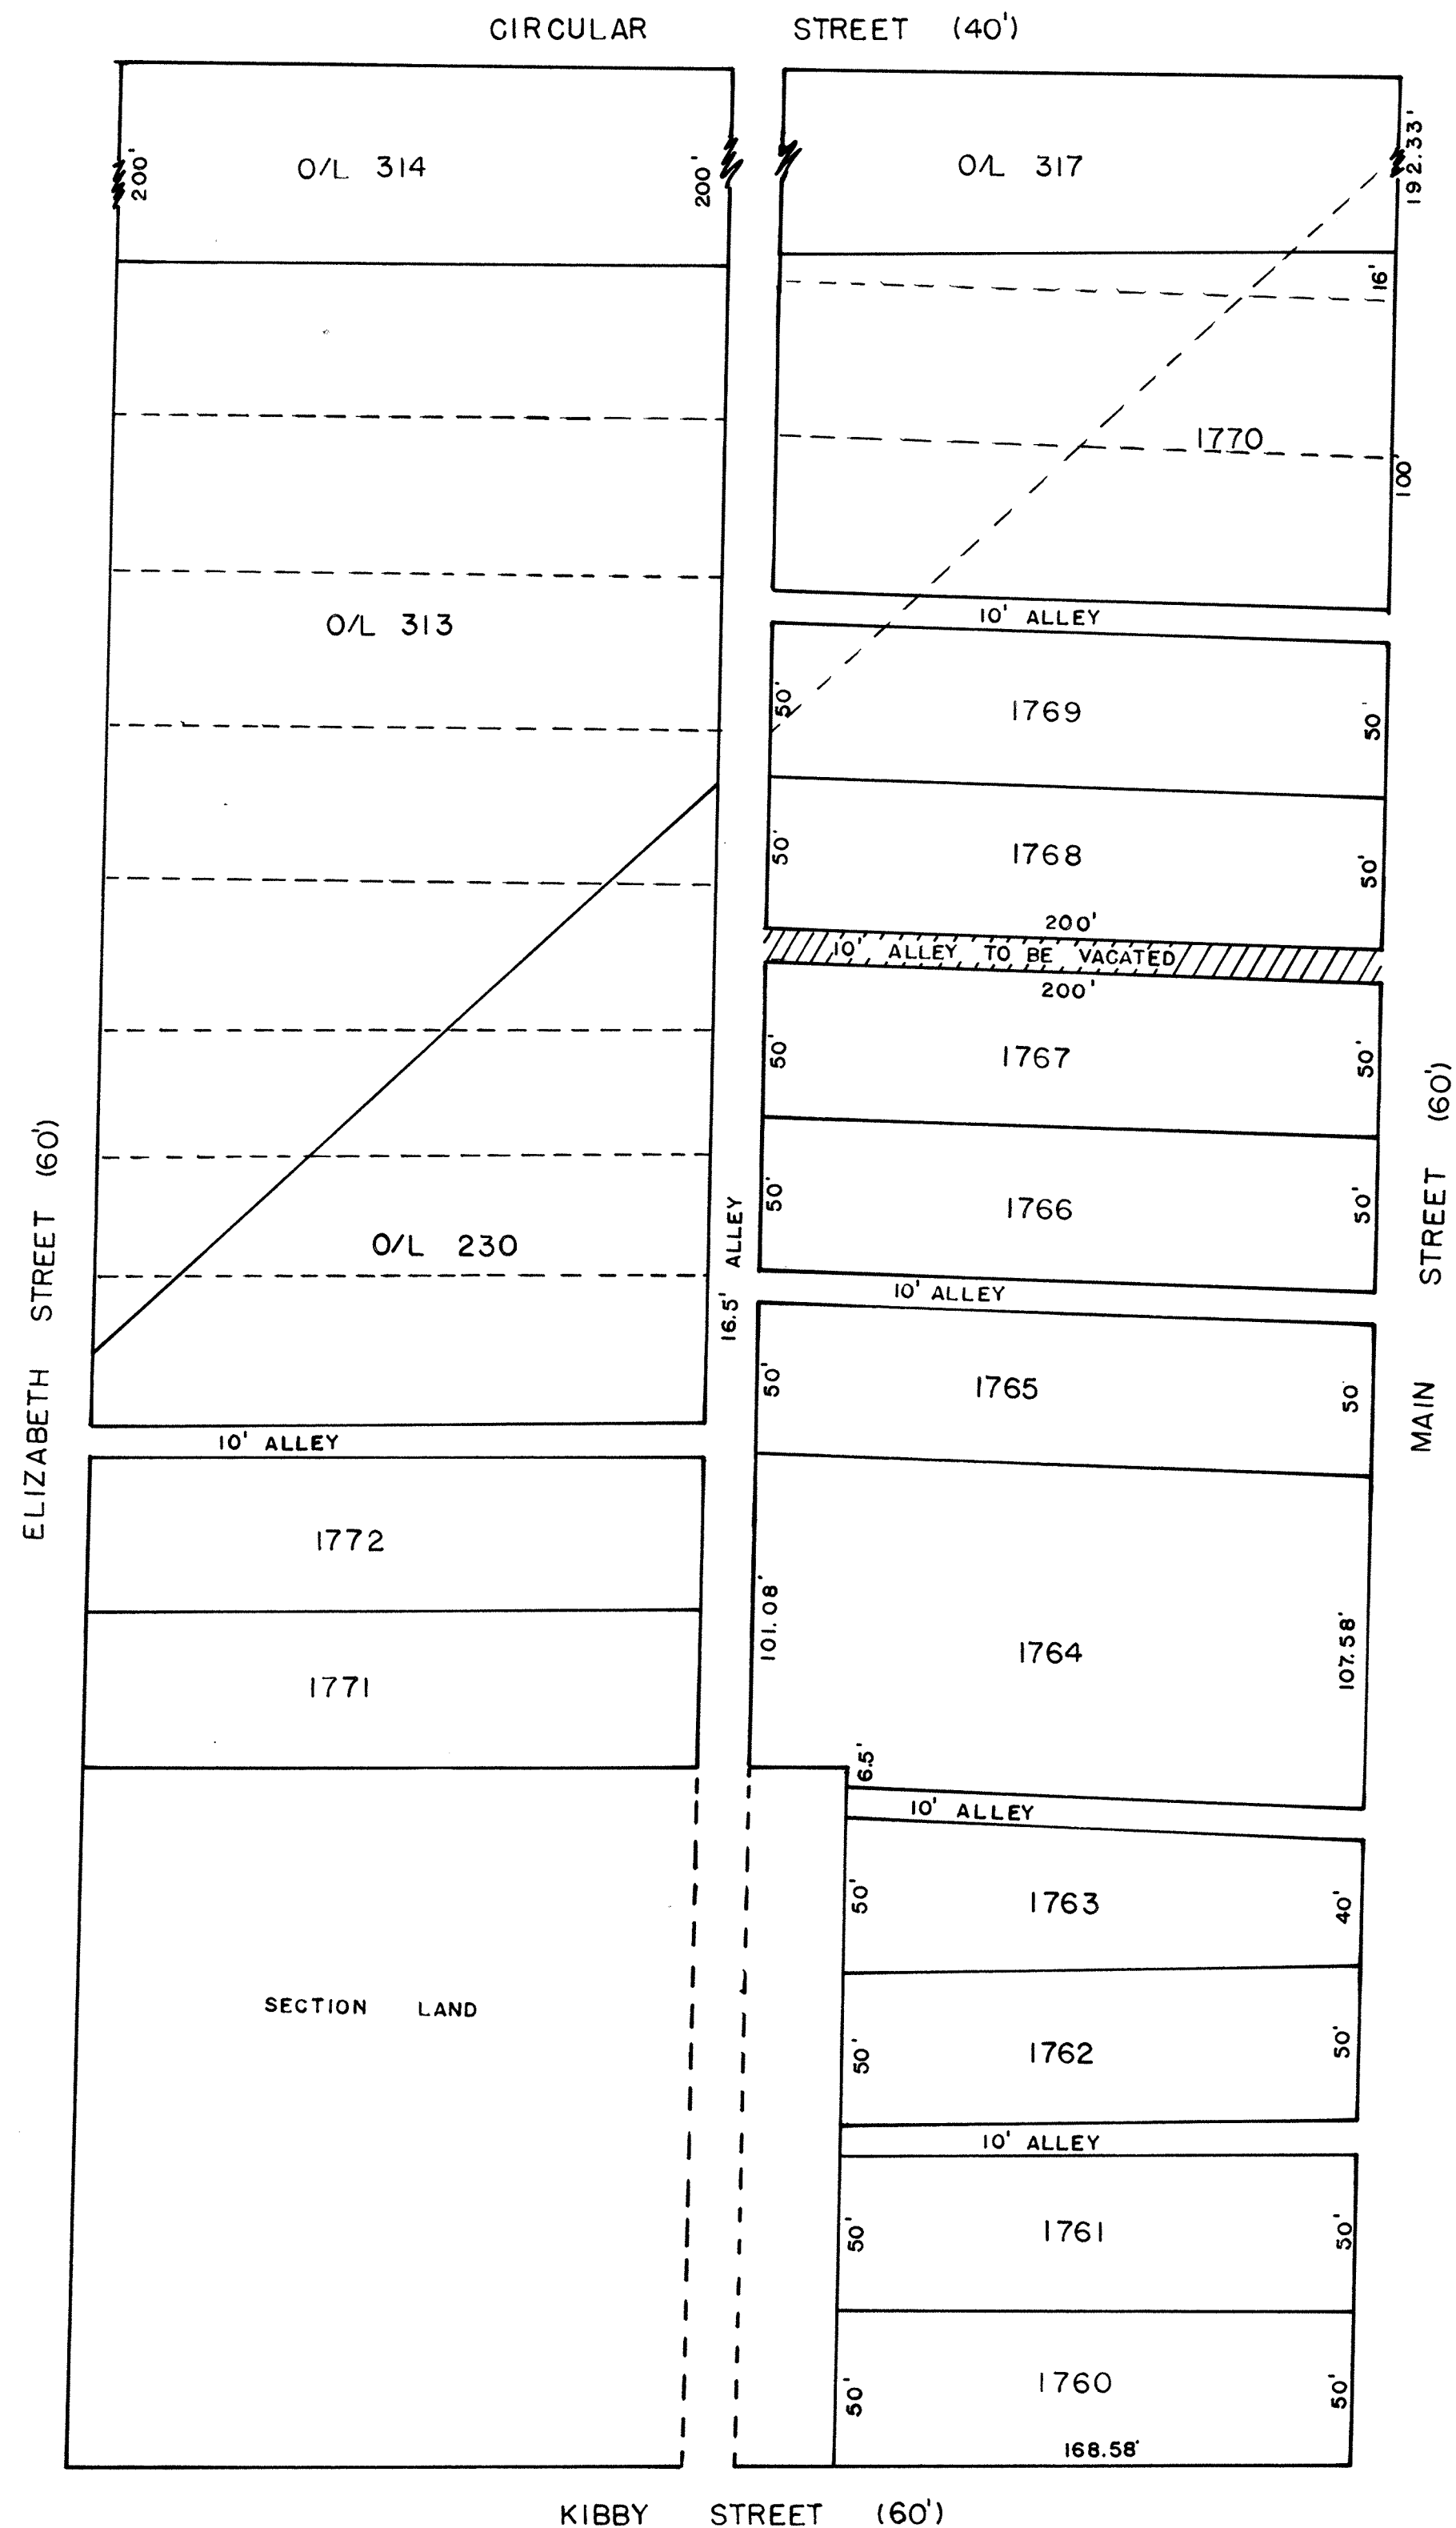 CIRCULAR STREET (40')
O/L 314
200'
200'
O/L 317
192.33'
16'
1770
100'
O/L 313
10' ALLEY
50'
1769
50'
50'
1768
50'
200'
10' ALLEY TO BE VACATED
200'
50'
1767
50'
50'
1766
50'
O/L 230
16.5' ALLEY
ELIZABETH STREET (60')
MAIN STREET (60')
10' ALLEY
50'
1765
50'
10' ALLEY
1772
1771
101.08'
1764
107.58'
6.5'
10' ALLEY
50'
1763
40'
SECTION LAND
50'
1762
50'
10' ALLEY
50'
1761
50'
50'
1760
50'
168.58'
KIBBY STREET (60')